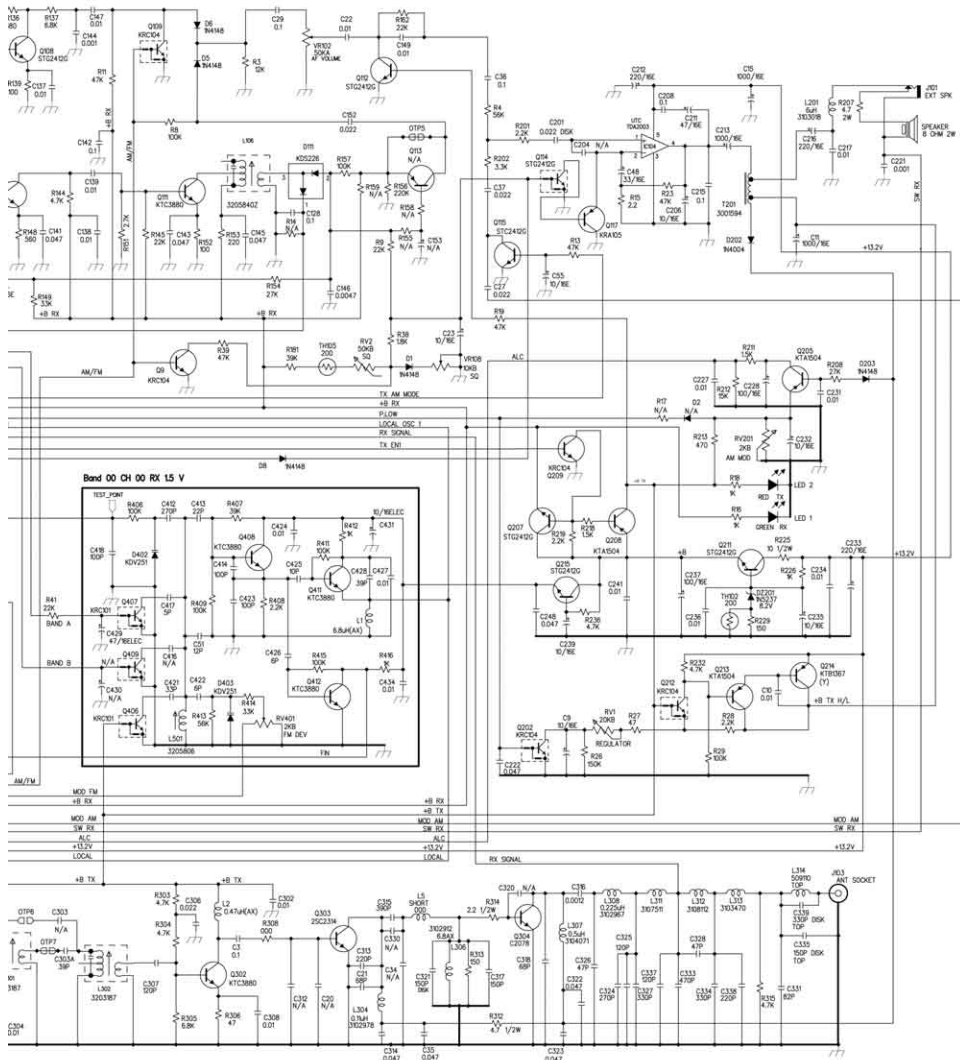 R137
6.8K
C147
0.01
Q109
KRC104
D6
1N4148
C29
0.1
C22
0.01
R162
22K
C144
0.001
Q108
STG2412G
D5
1N4148
R3
12K
VR102
50KA
AF VOLUME
C149
0.01
Q112
STG2412G
R139
100
C137
0.01
R11
47K
+B RX
C212
220/16E
C15
1000/16E
C36
0.1
J101
EXT SPK
L201
6uH
3103018
R207
4.7
2W
SPEAKER
8 OHM 2W
C152
0.022
R8
100K
OTP5
R4
56K
R201
2.2K
C201
0.022 DISK
UTC
TDA2003
IC104
C208
0.1
C211
47/16E
C213
1000/16E
C216
220/16E
C217
0.01
C221
0.001
SW RX
C142
0.1
AM/FM
L106
D111
KDS226
R157
100K
Q113
N/A
R202
3.3K
C204
N/A
Q114
STG2412G
C48
33/16E
R15
2.2
R23
47K
C206
10/16E
C215
0.1
T201
3001594
C139
0.01
R144
4.7K
Q111
KTC3880
3205840Z
R159
N/A
R156
220K
C37
0.022
R158
N/A
Q117
KRA105
R148
560
C141
0.047
C138
0.01
R151
2.7K
R145
22K
C143
0.047
R152
100
R153
220
C145
0.047
R14
N/A
C128
0.1
R9
22K
R155
N/A
C153
N/A
Q115
STC2412G
R13
47K
C55
10/16E
D202
1N4004
C11
1000/16E
+13.2V
R149
33K
+B RX
R154
27K
C146
0.0047
C27
0.022
R19
47K
AM/FM
Q9
KRC104
R39
47K
R181
39K
TH105
200
RV2
50KB
SQ
R38
1.8K
D1
1N4148
C23
10/16E
VR108
10KB
SQ
ALC
R211
1.5K
Q205
KTA1504
R208
27K
D203
1N4148
C227
0.01
R212
15K
C228
100/16E
C231
0.01
TX AM MODE
+B RX
P.LOW
LOCAL OSC 1
RX SIGNAL
TX EN1
D8
1N4148
R17
N/A
D2
N/A
R213
470
RV201
2KB
AM MOD
C232
10/16E
KRC104
Q209
R18
1K
RED TX
LED 2
R16
1K
GREEN RX
LED 1
Band 00 CH 00 RX 1.5 V
TEST_POINT
R406
100K
C412
270P
C413
22P
R407
39K
C424
0.01
R412
1K
10/16ELEC
C431
C418
100P
D402
KDV251
Q408
KTC3880
R411
100K
C414
100P
C425
10P
Q411
KTC3880
C428
39P
C427
0.01
Q207
STG2412G
R219
2.2K
R218
1.5K
Q208
KTA1504
Q211
STG2412G
R225
10 1/2W
C233
220/16E
+13.2V
+B
R226
1K
C234
0.01
C237
100/16E
Q215
STG2412G
C241
0.01
TH102
200
DZ201
1N5237
8.2V
R41
22K
BAND A
KRC101
Q407
C417
5P
R409
100K
C423
100P
R408
2.2K
L1
6.8uH(AX)
C248
0.047
R236
4.7K
C236
0.01
R229
150
C235
10/16E
C429
47/16ELEC
C51
12P
C239
10/16E
Q409
C416
N/A
C426
6P
R415
100K
R416
1K
BAND B
N/A
C430
N/A
Q412
KTC3880
C434
0.01
R232
4.7K
Q213
KTA1504
Q214
KTB1367
(Y)
C421
33P
C422
6P
D403
KDV251
Q212
KRC104
C10
0.01
+B TX H/L
KRC101
Q406
R413
56K
R414
33K
RV401
2KB
FM DEV
Q202
KRC104
C9
10/16E
RV1
20KB
REGULATOR
R27
47
R28
2.2K
L501
3205806
FIN
R26
150K
R29
100K
C222
0.047
AM/FM
MOD FM
+B RX
+B RX
+B TX
MOD AM
MOD AM
MOD AM
SW RX
SW RX
SW RX
ALC
ALC
+13.2V
+13.2V
+13.2V
LOCAL
LOCAL
RX SIGNAL
+B TX
+B TX
L314
509110
TOP
J103
ANT SOCKET
OTP6
C303
N/A
R303
4.7K
C306
0.022
L2
0.47uH(AX)
C302
0.01
C315
390P
L5
SHORT
000
C320
N/A
C316
0.0012
L308
0.225uH
3102967
L311
3107511
L312
3108112
L313
3103470
C339
330P DISK
TOP
OTP7
C303A
39P
R304
4.7K
C3
0.1
R308
000
Q303
2SC2314
C330
N/A
3102912
6.8AX
R314
2.2 1/2W
Q304
C2078
L307
0.5uH
3104071
C335
150P DISK
TOP
C313
220P
L306
R313
150
C326
47P
C325
120P
C328
47P
L302
3203187
C307
120P
Q302
KTC3880
C21
68P
C34
N/A
C321
150P
DISK
C317
150P
C318
68P
C322
0.047
C324
270P
C327
330P
C337
120P
C333
470P
C334
330P
C338
220P
R315
4.7K
C331
82P
C312
N/A
C20
N/A
L304
0.11uH
3102978
C304
0.01
R305
6.8K
R306
47
C308
0.01
C314
0.047
C35
0.047
R312
4.7 1/2W
C323
0.047